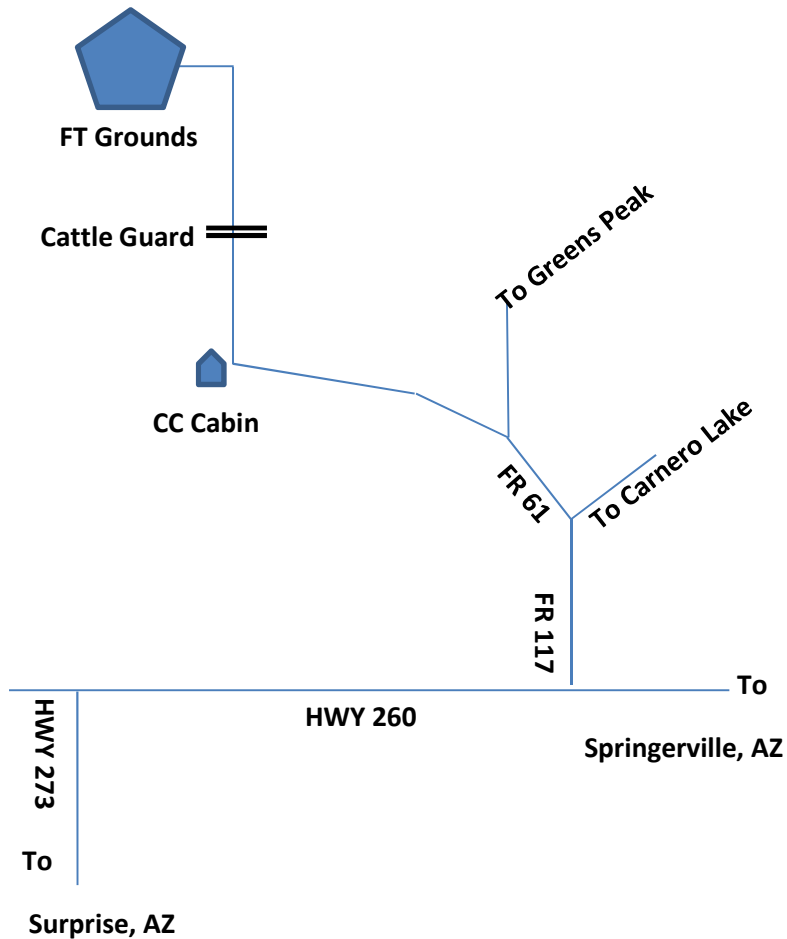 FT Grounds
Cattle Guard
To Greens Peak
CC Cabin
To Carnero Lake
FR 61
FR 117
To
HWY 260
Springerville, AZ
HWY 273
To
Surprise, AZ